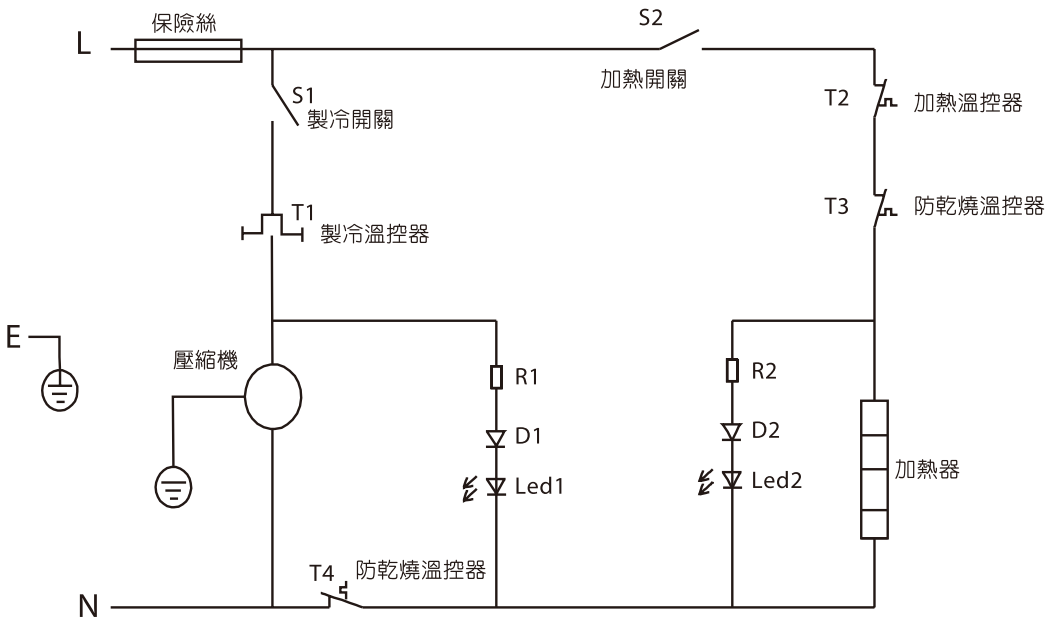 保險絲
L
S2
加熱開關
S1
製冷開關
T2
加熱溫控器
T3
防乾燒溫控器
T1
製冷溫控器
E
壓縮機
R1
R2
D1
D2
Led1
Led2
加熱器
T4
防乾燒溫控器
N